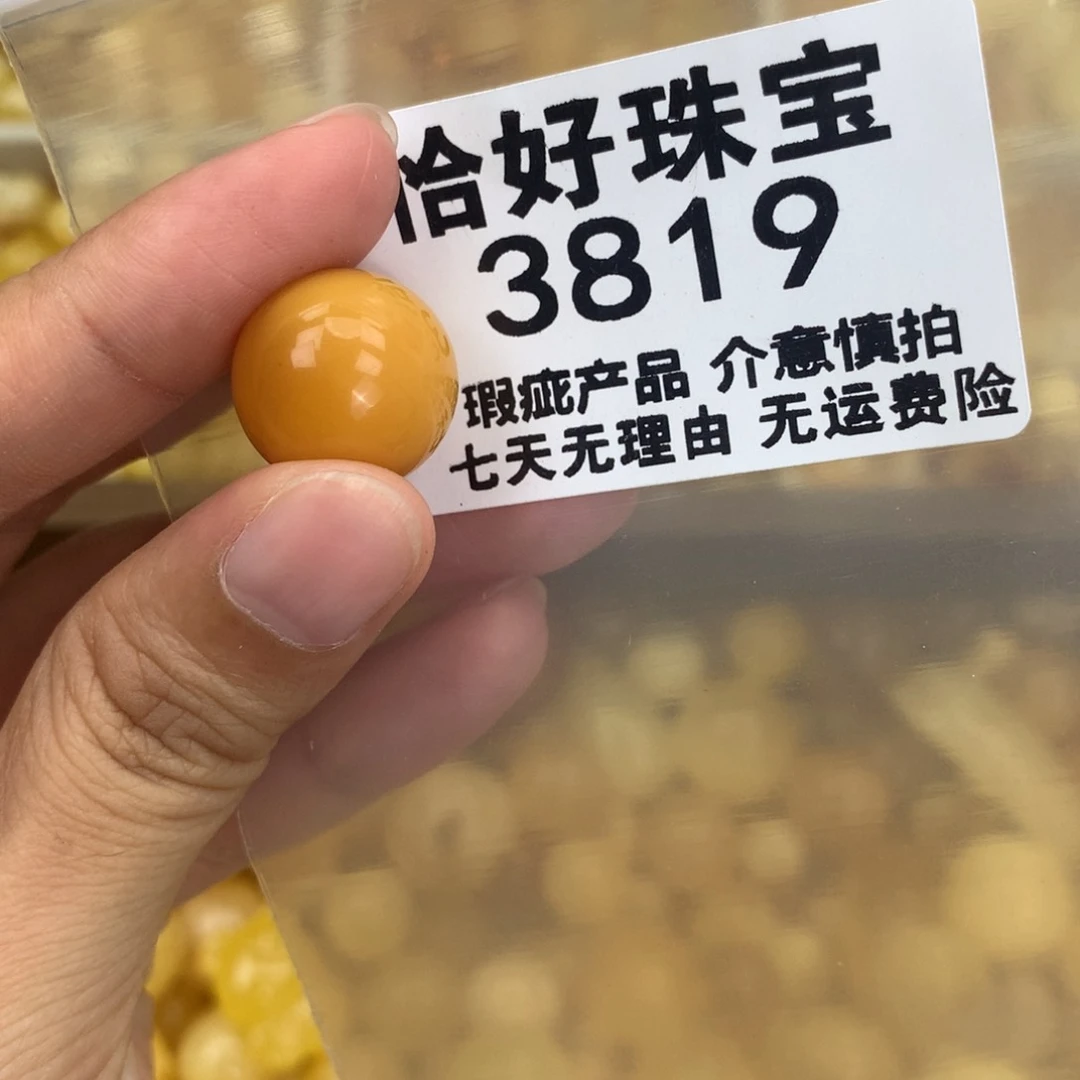 恰好珠宝
3819
瑕疵产品 介意慎拍
七天无理由 无运费险